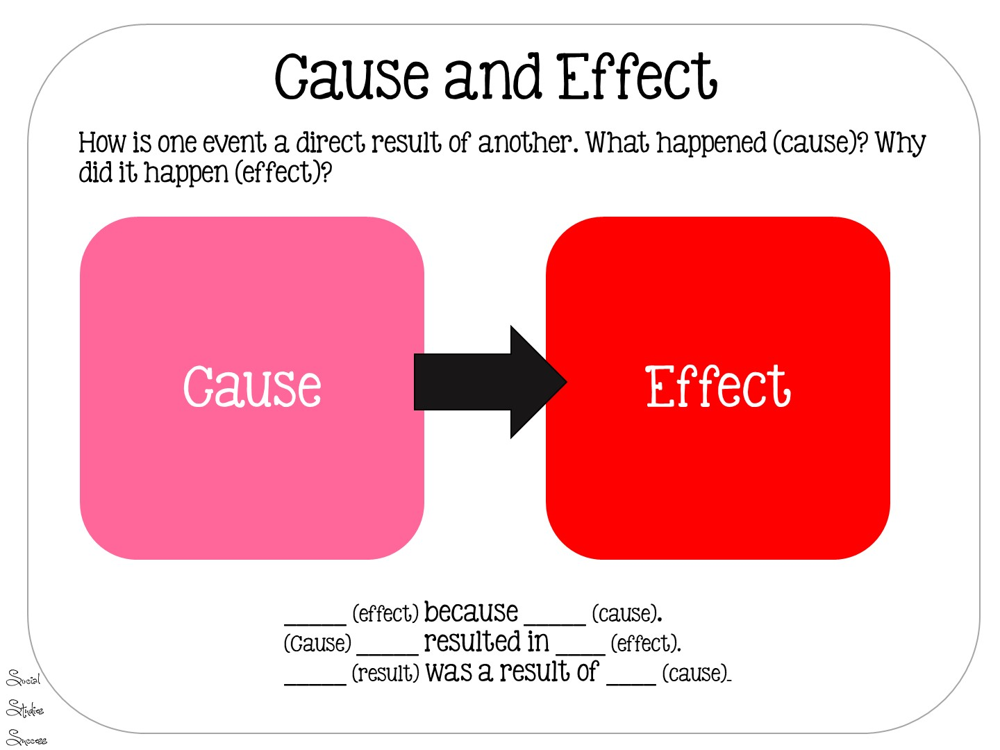 Cause and Effect
How is one event a direct result of another. What happened (cause)? Why
did it happen (effect)?
Cause
Effect
_____ (effect) because _____ (cause).
(Cause) _____ resulted in ____ (effect).
_____ (result) was a result of ____ (cause).
Social
Studies
Success